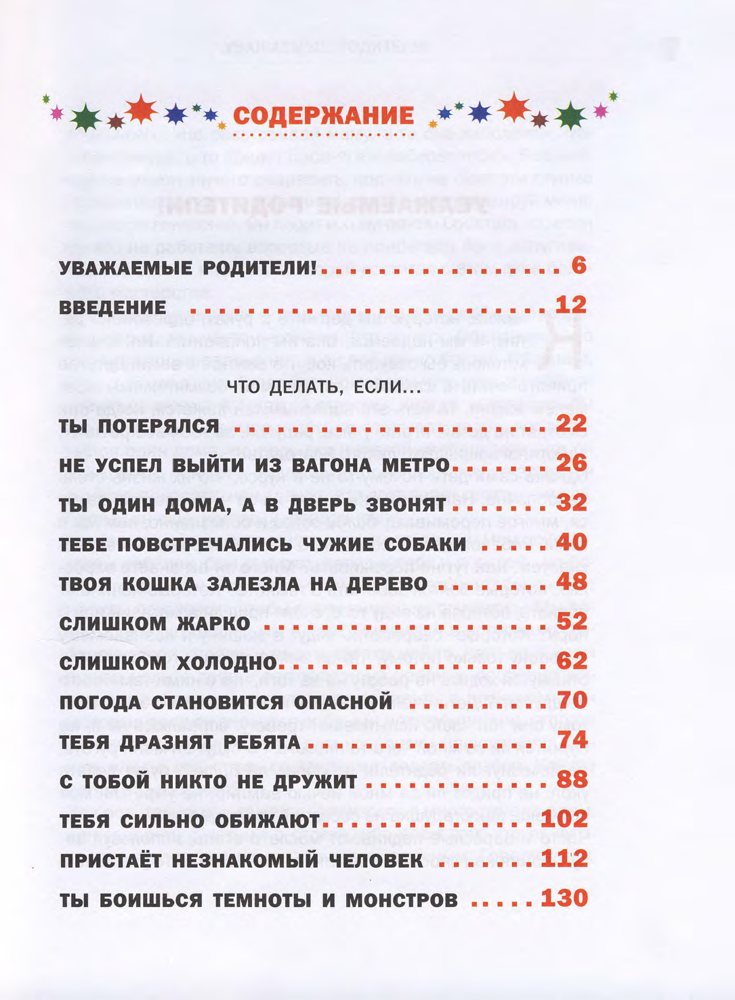 СОДЕРЖАНИЕ
УВАЖАЕМЫЕ РОДИТЕЛИ! . . . . . . . . . . . . . . . 6
ВВЕДЕНИЕ . . . . . . . . . . . . . . . . . . . . . . . 12
ЧТО ДЕЛАТЬ, ЕСЛИ...
ТЫ ПОТЕРЯЛСЯ . . . . . . . . . . . . . . . . . . . . 22
НЕ УСПЕЛ ВЫЙТИ ИЗ ВАГОНА МЕТРО. . . . . . . 26
ТЫ ОДИН ДОМА, А В ДВЕРЬ ЗВОНЯТ . . . . . . 32
ТЕБЕ ПОВСТРЕЧАЛИСЬ ЧУЖИЕ СОБАКИ . . . . . 40
ТВОЯ КОШКА ЗАЛЕЗЛА НА ДЕРЕВО . . . . . . . . 48
СЛИШКОМ ЖАРКО . . . . . . . . . . . . . . . . . . 52
СЛИШКОМ ХОЛОДНО. . . . . . . . . . . . . . . . . . 62
ПОГОДА СТАНОВИТСЯ ОПАСНОЙ . . . . . . . . . . 70
ТЕБЯ ДРАЗНЯТ РЕБЯТА . . . . . . . . . . . . . . . . 74
С ТОБОЙ НИКТО НЕ ДРУЖИТ . . . . . . . . . . . . 88
ТЕБЯ СИЛЬНО ОБИЖАЮТ . . . . . . . . . . . . . . 102
ПРИСТАЁТ НЕЗНАКОМЫЙ ЧЕЛОВЕК . . . . . . . 112
ТЫ БОИШЬСЯ ТЕМНОТЫ И МОНСТРОВ . . . . . 130